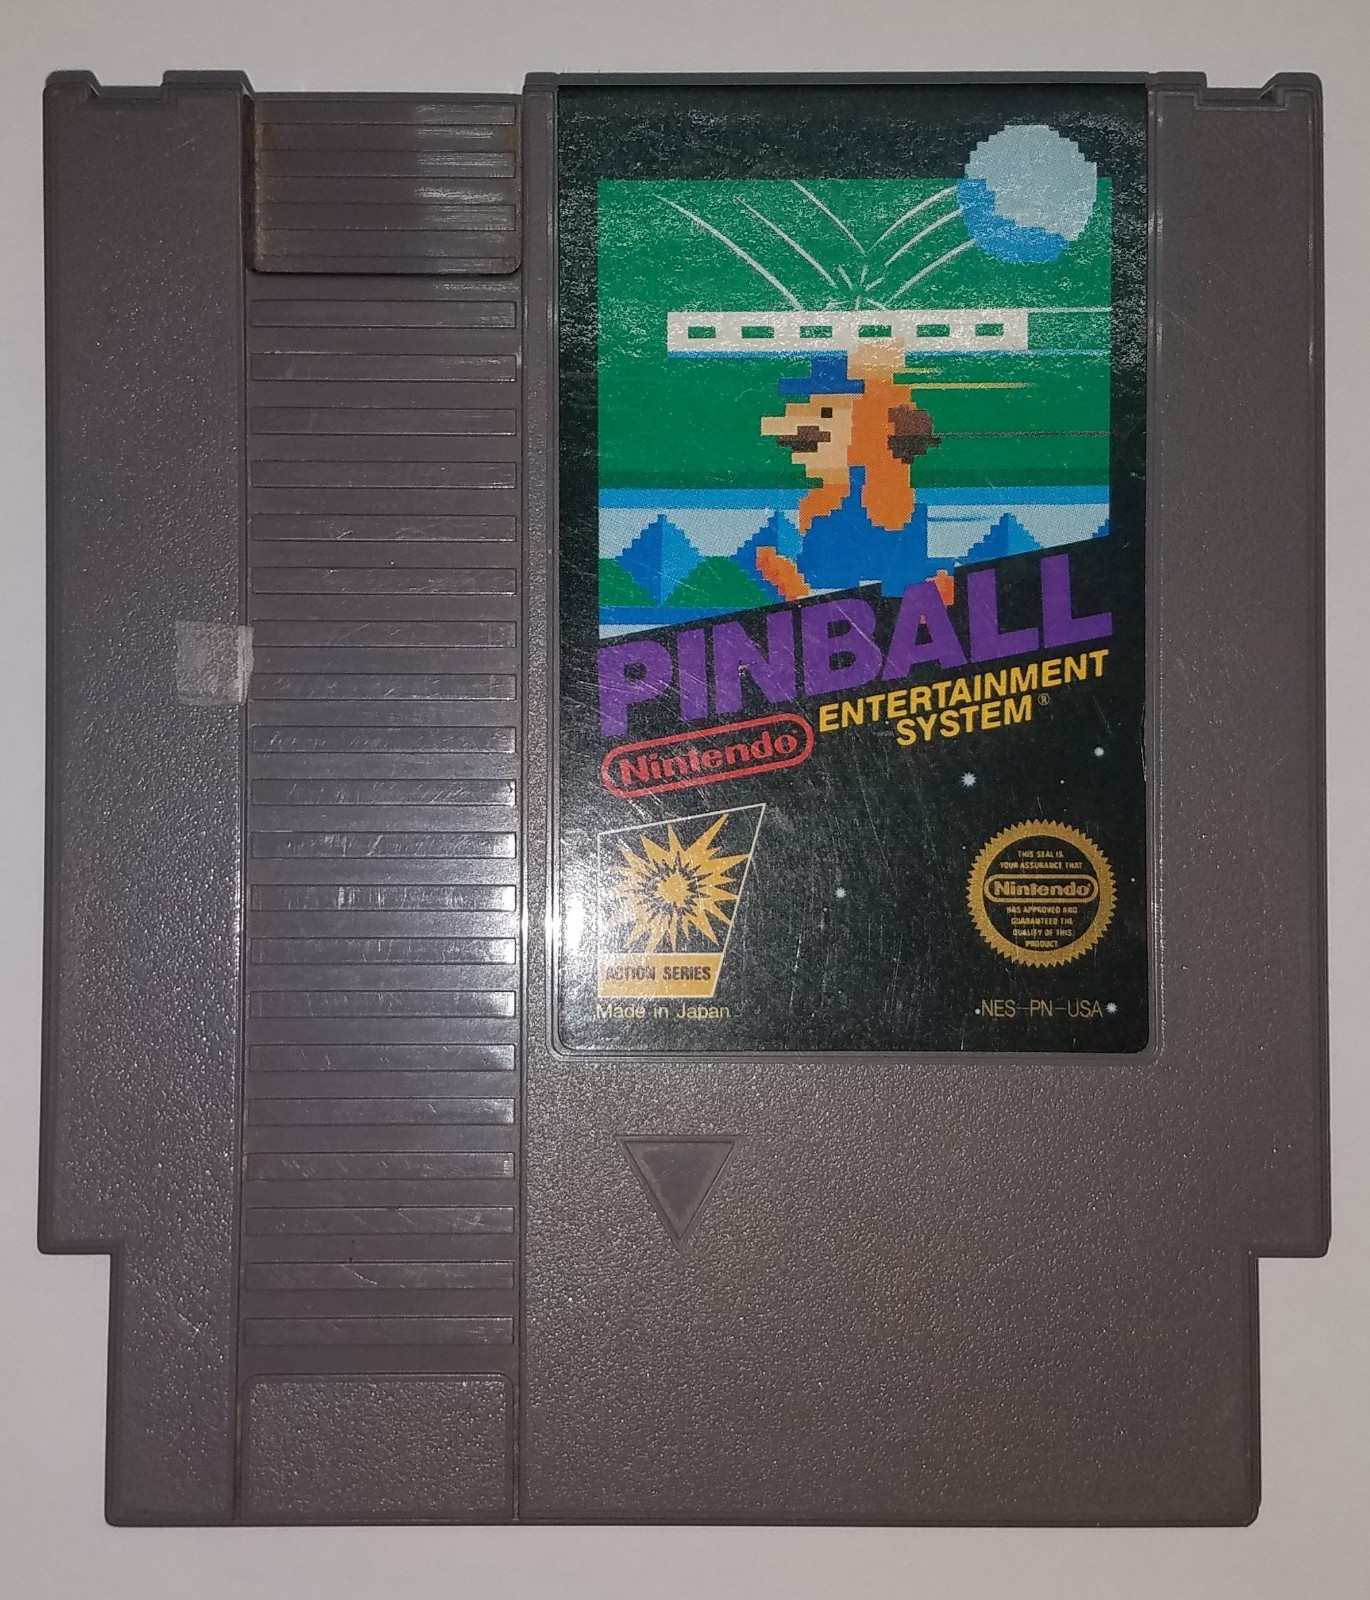 PINBALL
Nintendo
ENTERTAINMENT
SYSTEM®
THIS SEAL IS
YOUR ASSURANCE THAT
Nintendo®
HAS APPROVED AND
GUARANTEED THE
QUALITY OF THIS
PRODUCT
ACTION SERIES
Made in Japan
NES-PN-USA